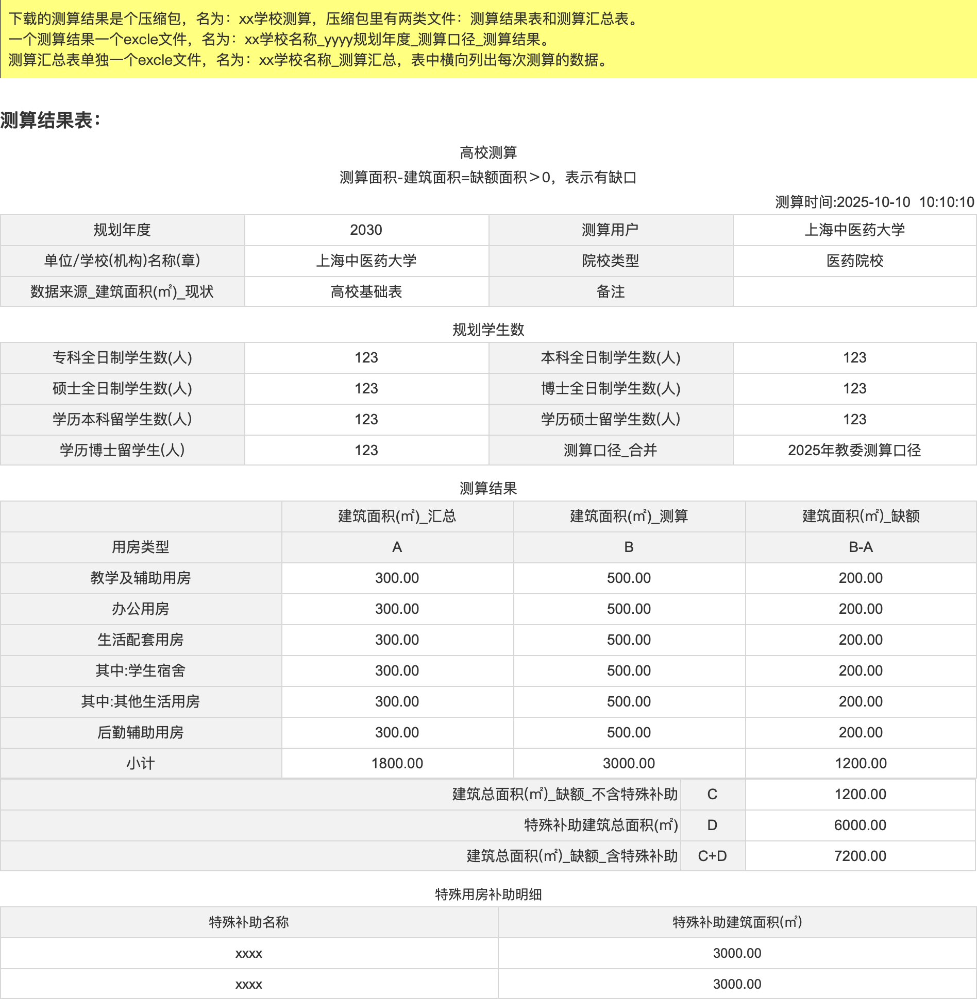 下载的测算结果是个压缩包，名为：xx学校测算，压缩包里有两类文件：测算结果表和测算汇总表。
一个测算结果一个excle文件，名为：xx学校名称_yyyy规划年度_测算口径_测算结果。
测算汇总表单独一个excle文件，名为：xx学校名称_测算汇总，表中横向列出每次测算的数据。
测算结果表：
高校测算
测算面积-建筑面积=缺额面积＞0，表示有缺口
测算时间:2025-10-10 10:10:10
规划年度 2030 测算用户 上海中医药大学
单位/学校(机构)名称(章) 上海中医药大学 院校类型 医药院校
数据来源_建筑面积(㎡)_现状 高校基础表 备注
规划学生数
专科全日制学生数(人) 123 本科全日制学生数(人) 123
硕士全日制学生数(人) 123 博士全日制学生数(人) 123
学历本科留学生数(人) 123 学历硕士留学生数(人) 123
学历博士留学生(人) 123 测算口径_合并 2025年教委测算口径
测算结果
建筑面积(㎡)_汇总 建筑面积(㎡)_测算 建筑面积(㎡)_缺额
用房类型 A B B-A
教学及辅助用房 300.00 500.00 200.00
办公用房 300.00 500.00 200.00
生活配套用房 300.00 500.00 200.00
其中:学生宿舍 300.00 500.00 200.00
其中:其他生活用房 300.00 500.00 200.00
后勤辅助用房 300.00 500.00 200.00
小计 1800.00 3000.00 1200.00
建筑总面积(㎡)_缺额_不含特殊补助 C 1200.00
特殊补助建筑总面积(㎡) D 6000.00
建筑总面积(㎡)_缺额_含特殊补助 C+D 7200.00
特殊用房补助明细
特殊补助名称 特殊补助建筑面积(㎡)
xxxx 3000.00
xxxx 3000.00